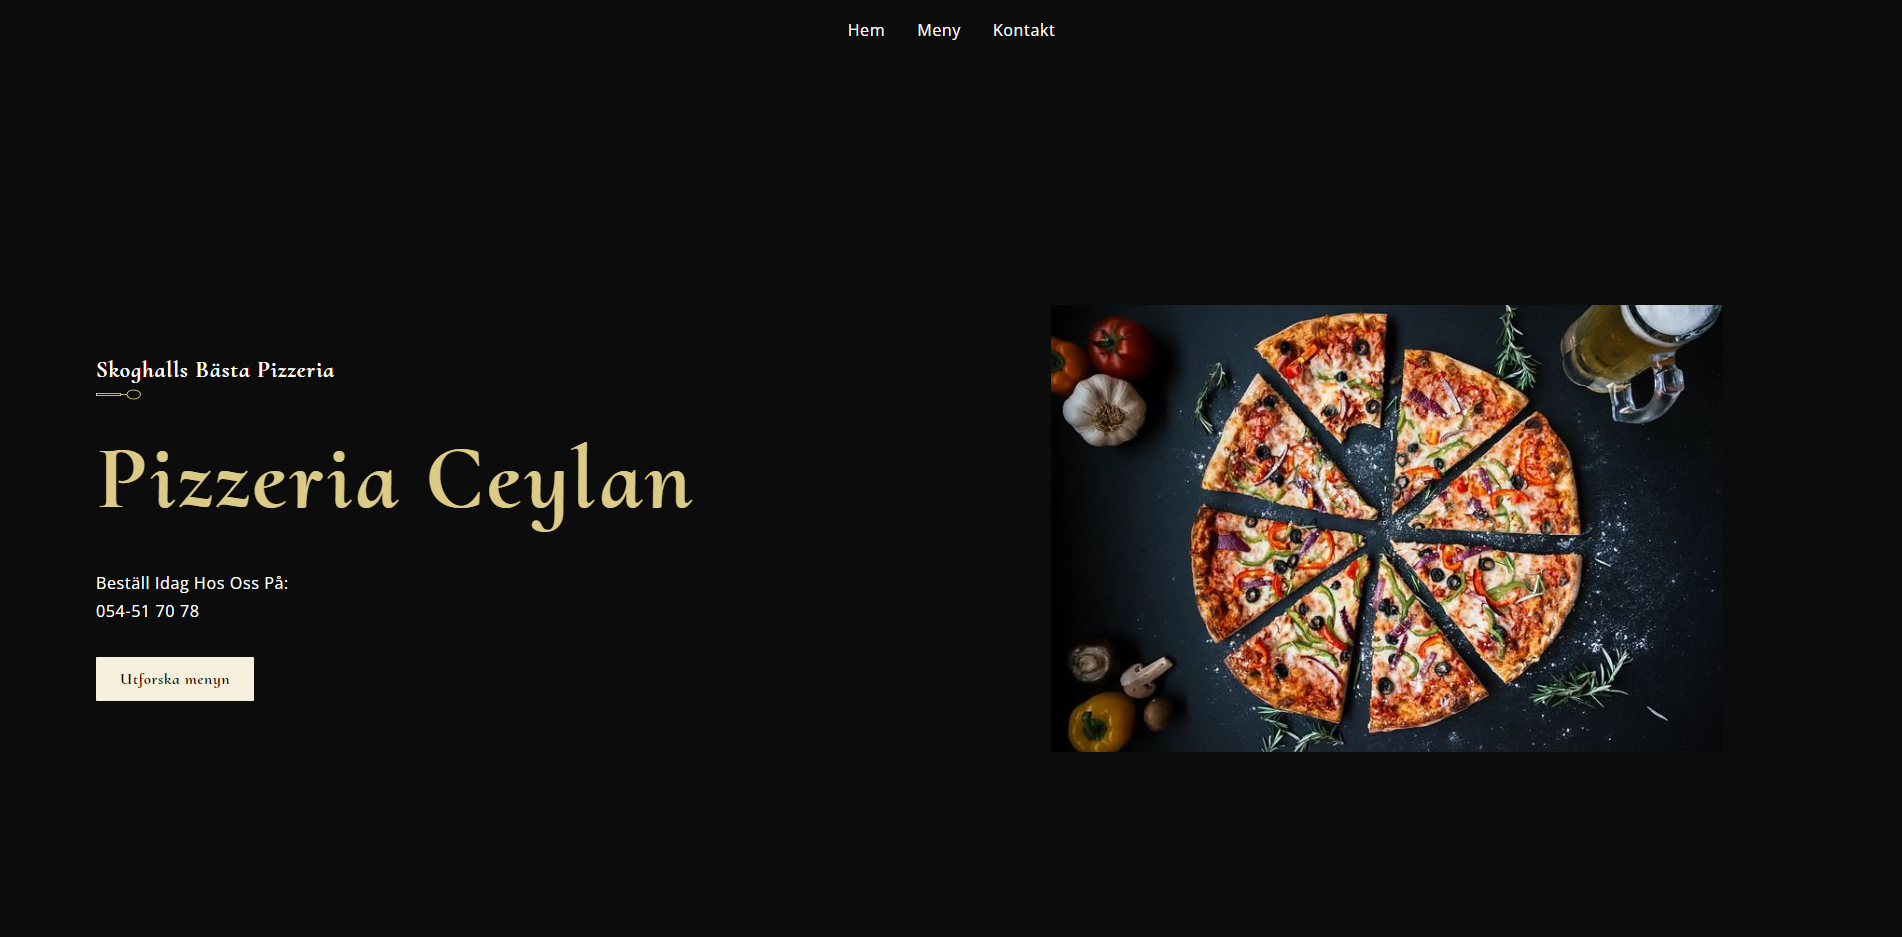 Hem Meny Kontakt
Skoghalls Bästa Pizzeria
Pizzeria Ceylan
Beställ Idag Hos Oss På:
054-51 70 78
Utforska menyn